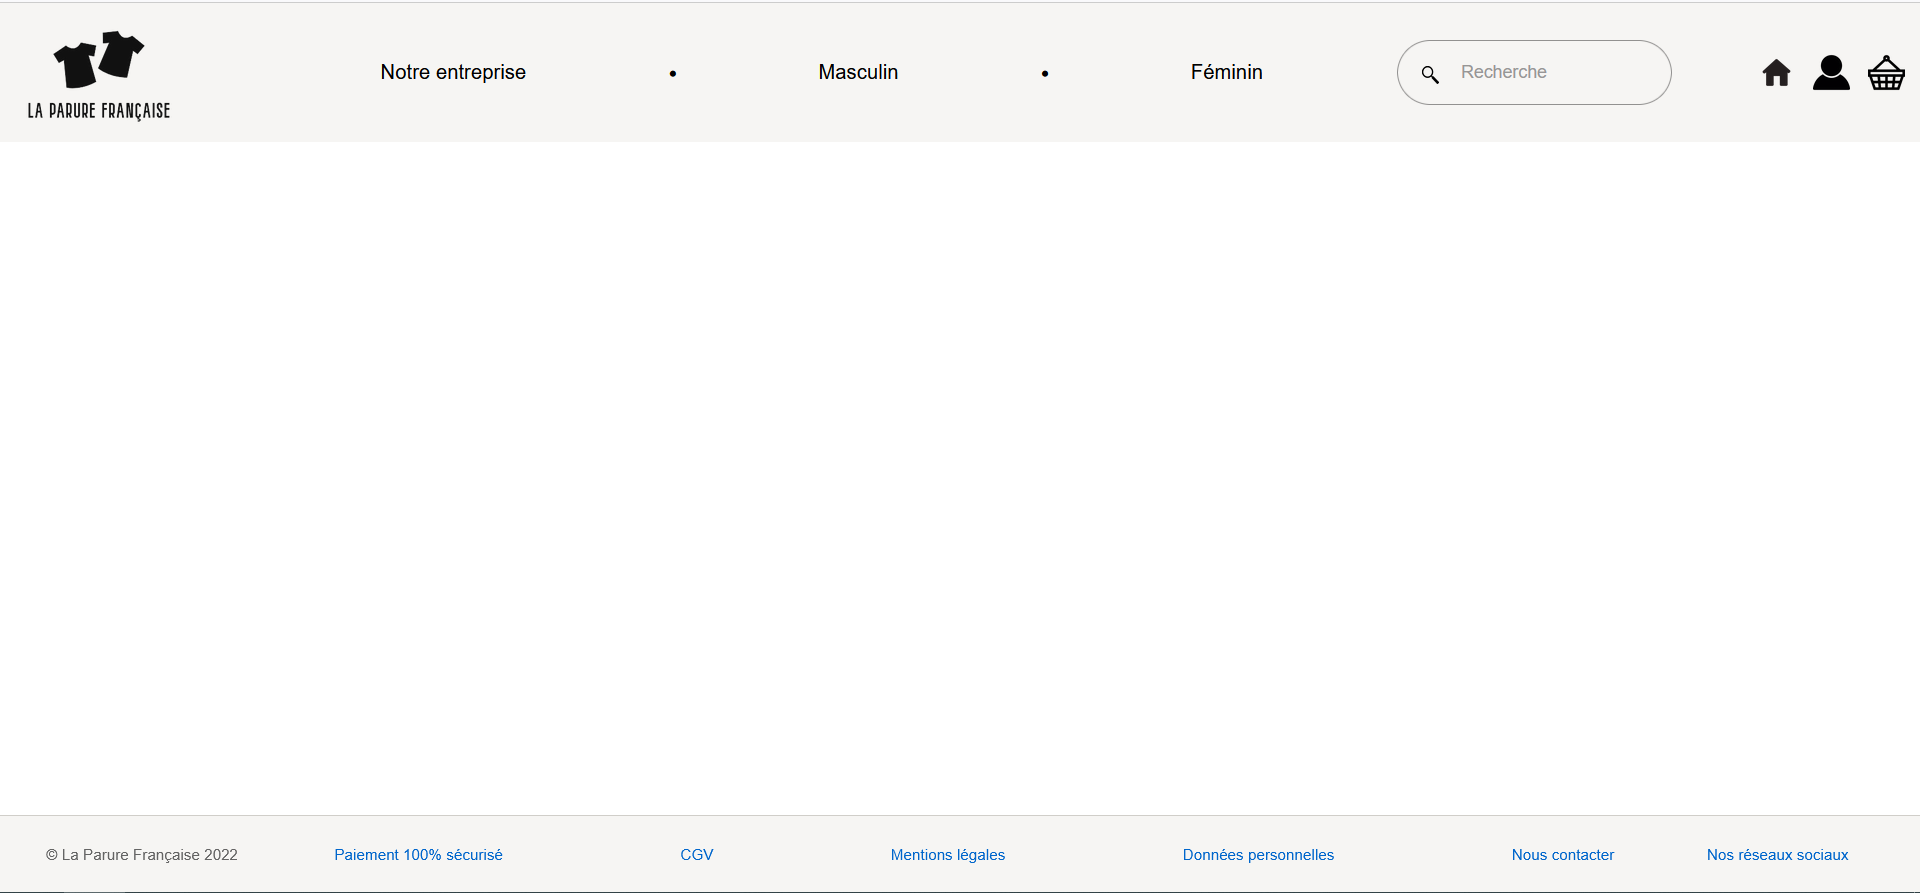 LA PARURE FRANÇAISE
Notre entreprise • Masculin • Féminin
Recherche
© La Parure Française 2022
Paiement 100% sécurisé
CGV
Mentions légales
Données personnelles
Nous contacter
Nos réseaux sociaux